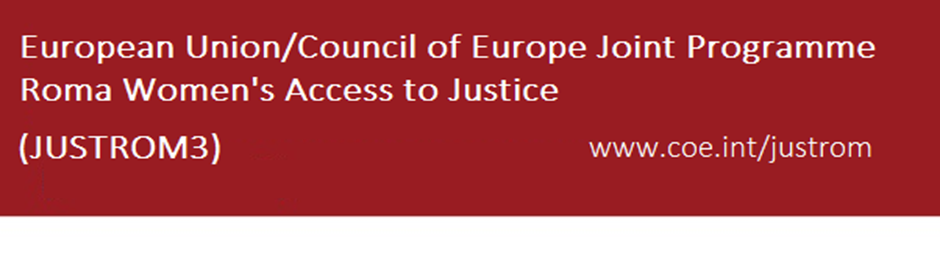 European Union/Council of Europe Joint Programme
Roma Women's Access to Justice
(JUSTROM3) www.coe.int/justrom